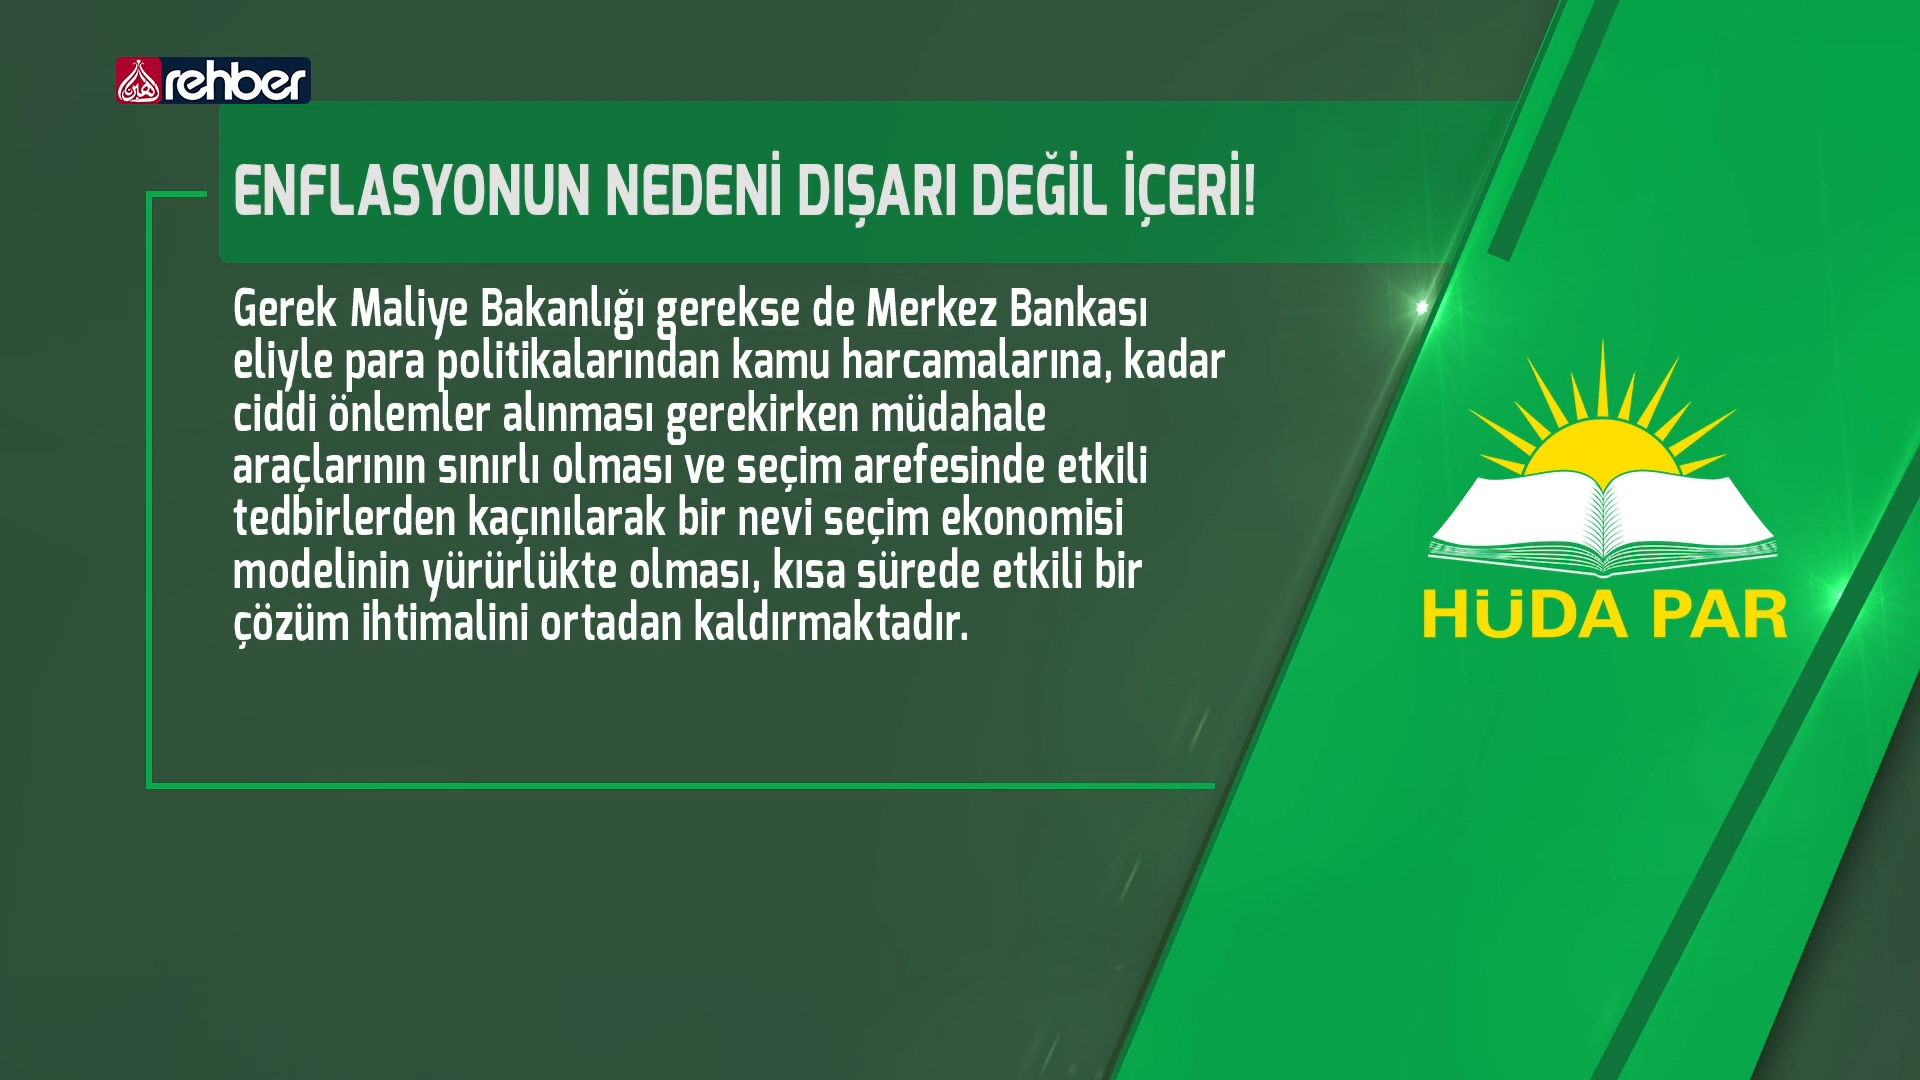 rehber
ENFLASYONUN NEDENİ DIŞARI DEĞİL İÇERİ!
Gerek Maliye Bakanlığı gerekse de Merkez Bankası
eliyle para politikalarından kamu harcamalarına, kadar
ciddi önlemler alınması gerekirken müdahale
araçlarının sınırlı olması ve seçim arefesinde etkili
tedbirlerden kaçınılarak bir nevi seçim ekonomisi
modelinin yürürlükte olması, kısa sürede etkili bir
çözüm ihtimalini ortadan kaldırmaktadır.
HÜDA PAR